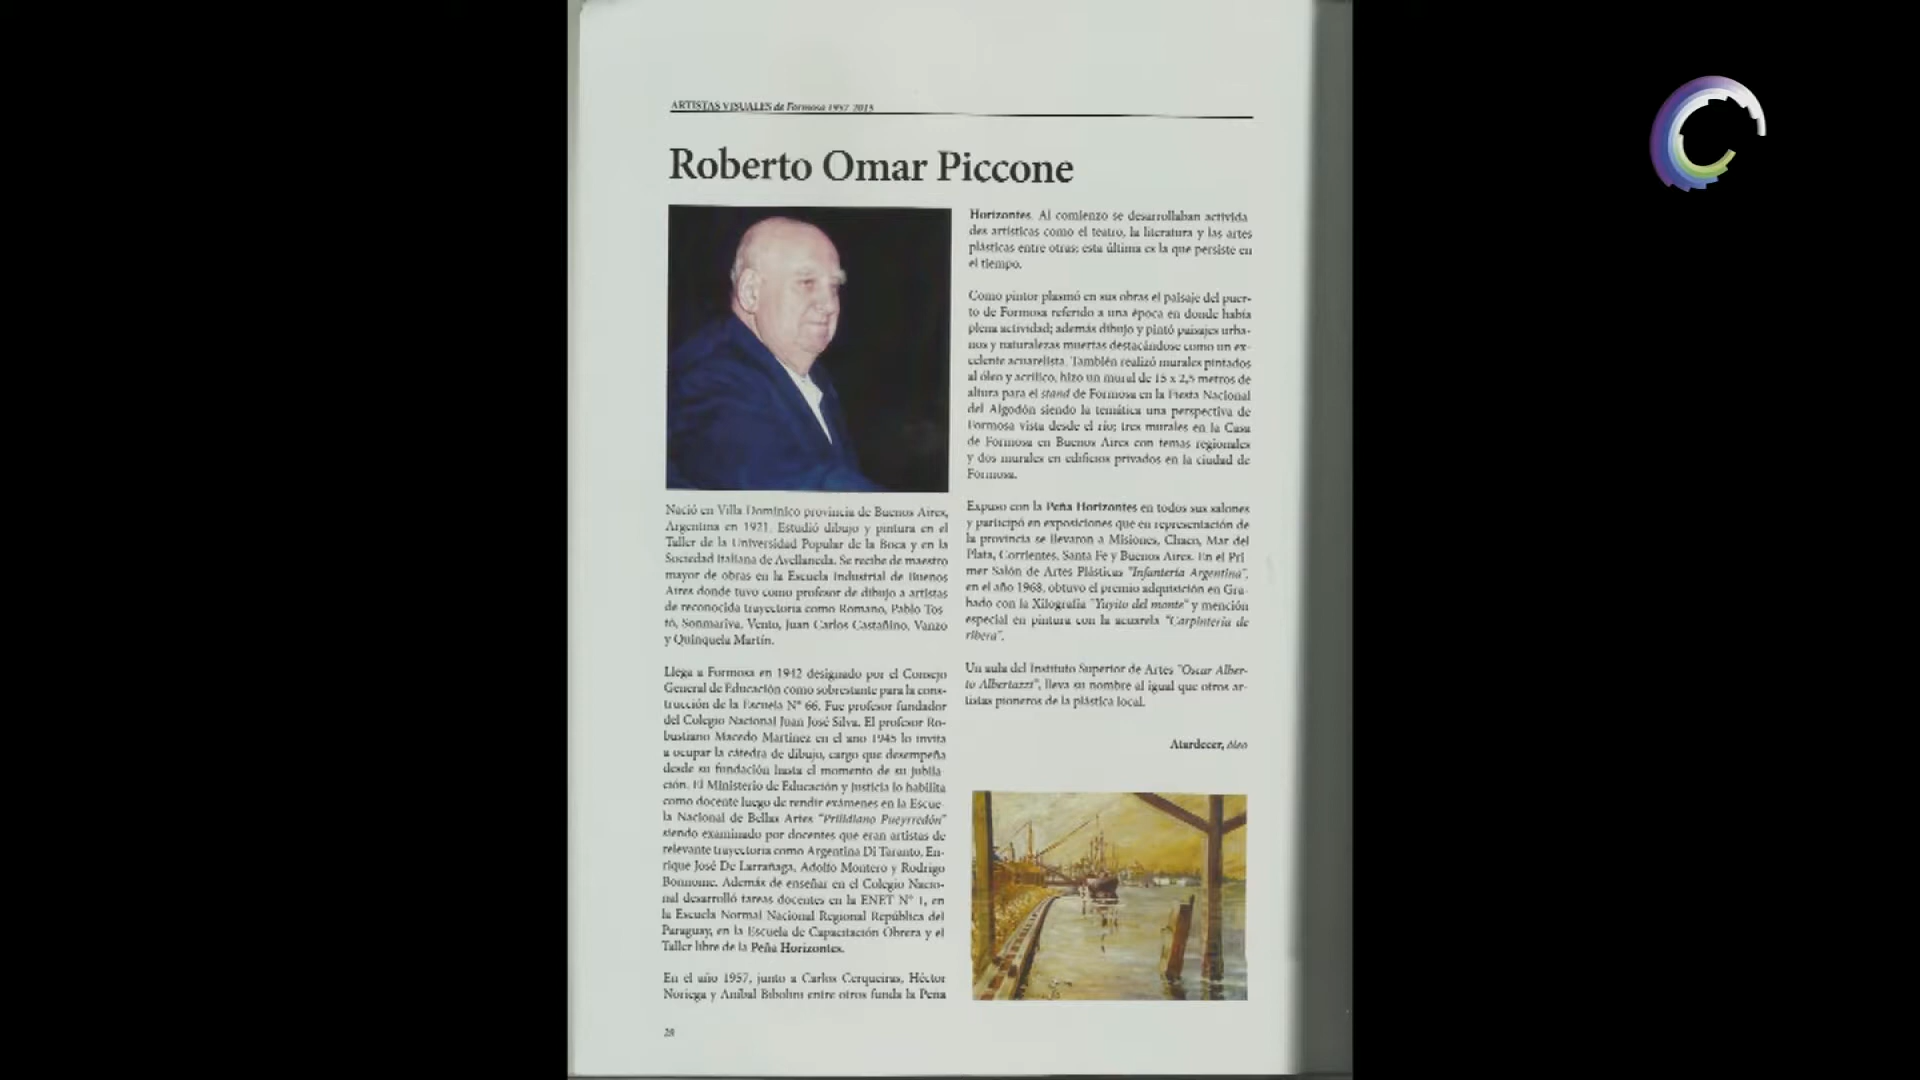 ARTISTAS VISUALES de Formosa 1957 2015
Roberto Omar Piccone
Nació en Villa Domínico provincia de Buenos Aires,
Argentina en 1921. Estudió dibujo y pintura en el
Taller de la Universidad Popular de la Boca y en la
Sociedad Italiana de Avellaneda. Se recibe de maestro
mayor de obras en la Escuela Industrial de Buenos
Aires donde tuvo como profesor de dibujo a artistas
de reconocida trayectoria como Romano, Pablo Tos
tó, Sonmariva, Vento, Juan Carlos Castañino, Vanzo
y Quinquela Martín.
Llega a Formosa en 1942 designado por el Consejo
General de Educación como sobrestante para la cons-
trucción de la Escuela N° 66. Fue profesor fundador
del Colegio Nacional Juan José Silva. El profesor Ro-
bustiano Macedo Martínez en el ano 1945 lo invita
a ocupar la cátedra de dibujo, cargo que desempeña
desde su fundación hasta el momento de su jubila
ción. El Ministerio de Educación y Justicia lo habilita
como docente luego de rendir exámenes en la Escue
la Nacional de Bellas Artes "Prilidiano Pueyrredón"
siendo examinado por docentes que eran artistas de
relevante trayectoria como Argentina Di Taranto, En-
rique José De Larrañaga, Adolfo Montero y Rodrigo
Bonnome. Además de enseñar en el Colegio Nacio-
nal desarrolló tareas docentes en la ENET N° 1, en
la Escuela Normal Nacional Regional República del
Paraguay, en la Escuela de Capacitación Obrera y el
Taller libre de la Peña Horizontes.
En el año 1957, junto a Carlos Cerqueiras, Héctor
Noriega y Aníbal Bibolini entre otros funda la Pena
Horizontes. Al comienzo se desarrollaban activida
des artísticas como el teatro, la literatura y las artes
plásticas entre otras; esta última es la que persiste en
el tiempo.
Como pintor plasmó en sus obras el paisaje del puer-
to de Formosa referido a una época en donde había
plena actividad; además dibujo y pintó paisajes urba-
nos y naturalezas muertas destacándose como un ex-
celente acuarelista. También realizó murales pintados
al óleo y acrílico, hizo un mural de 15 x 2,5 metros de
altura para el stand de Formosa en la Fiesta Nacional
del Algodón siendo la temática una perspectiva de
Formosa vista desde el río; tres murales en la Casa
de Formosa en Buenos Aires con temas regionales
y dos murales en edificios privados en la ciudad de
Formosa.
Expuso con la Peña Horizontes en todos sus salones
y participó en exposiciones que en representación de
la provincia se llevaron a Misiones, Chaco, Mar del
Plata, Corrientes, Santa Fe y Buenos Aires. En el Pri
mer Salón de Artes Plásticas "Infantería Argentina",
en el año 1968, obtuvo el premio adquisición en Gra
bado con la Xilografía "Yuyito del monte" y mención
especial en pintura con la acuarela "Carpintería de
ribera".
Un aula del Instituto Superior de Artes "Oscar Alber-
to Albertazzi", lleva su nombre al igual que otros ar-
tistas pioneros de la plástica local.
Atardecer, óleo
28